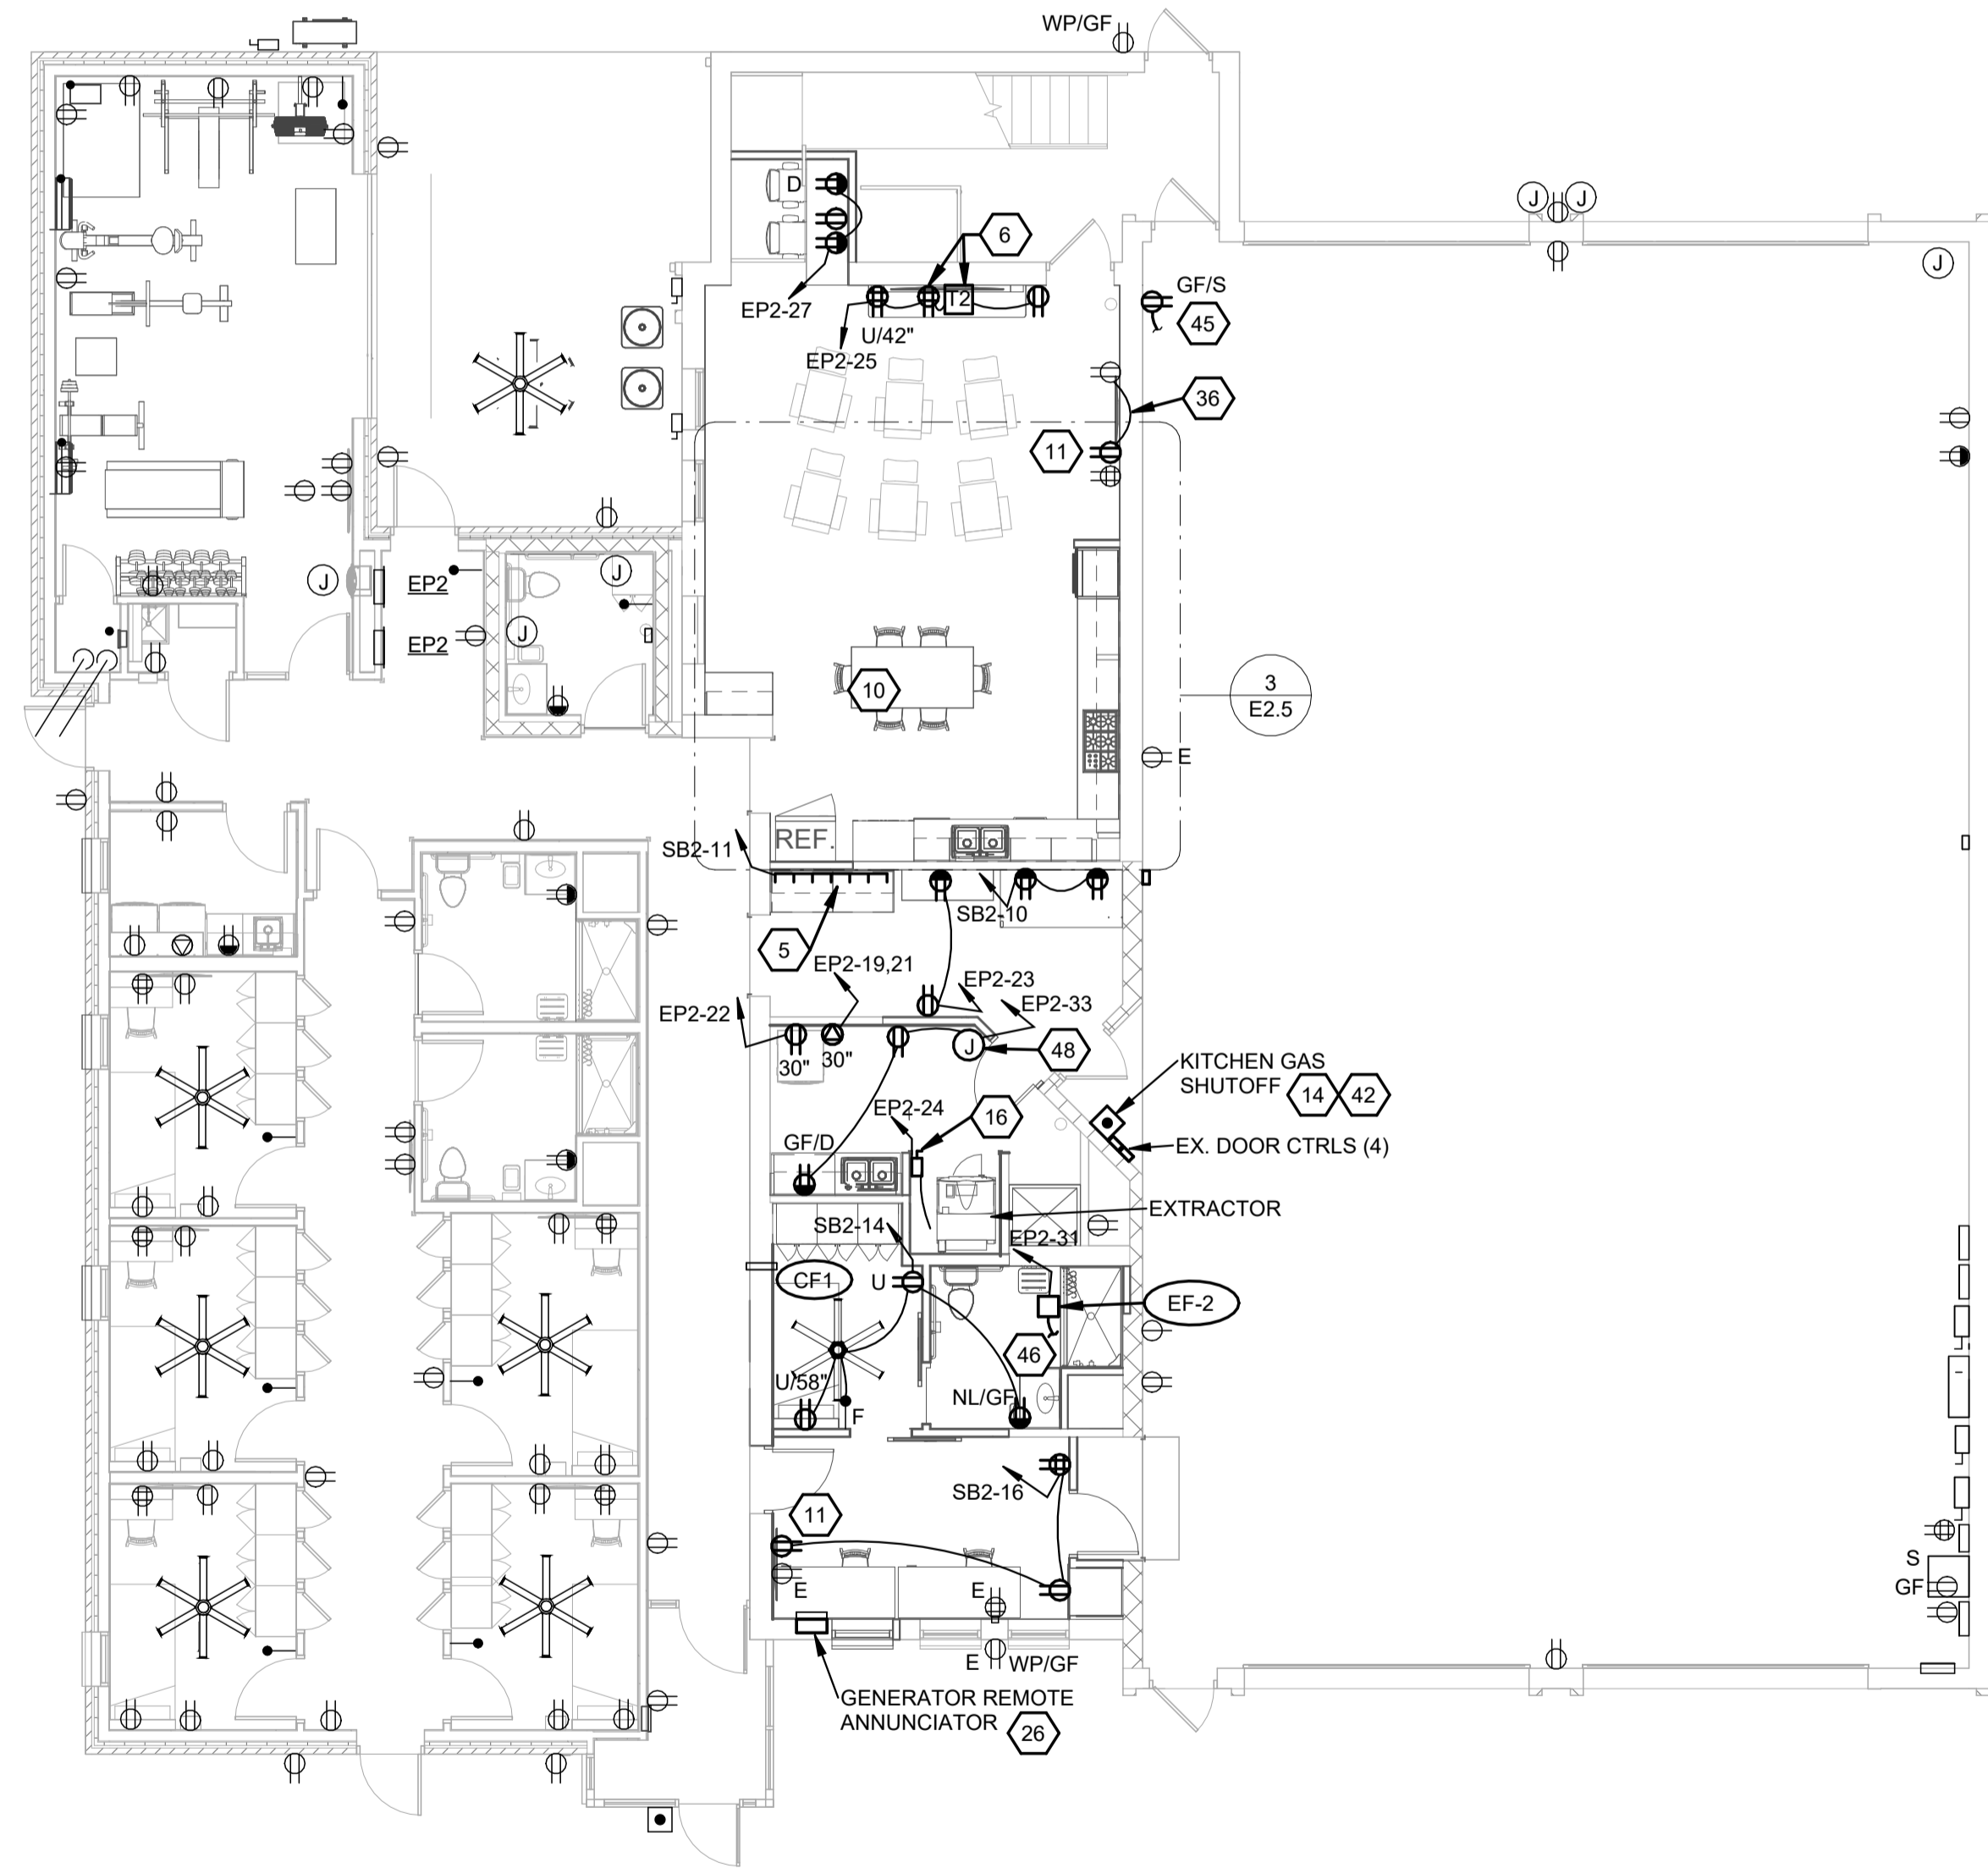 WP/GF
J
J
D
6
J
GF/S
T2
EP2-27
45
U/42"
EP2-25
36
11
J
EP2
J
J
EP2
10
3
E2.5
E
REF.
SB2-11
SB2-10
5
EP2-19,21
EP2-23
EP2-33
EP2-22
J
48
30"
30"
KITCHEN GAS
SHUTOFF
14
42
EP2-24
16
GF/D
EX. DOOR CTRLS (4)
EXTRACTOR
SB2-14
EP2-31
CF1
U
EF-2
46
U/58"
NL/GF
F
SB2-16
11
S
GF
E
E
E
WP/GF
GENERATOR REMOTE
ANNUNCIATOR
26